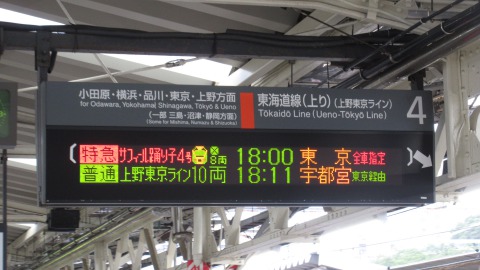 小田原・横浜・品川・東京・上野方面
for Odawara, Yokohama, Shinagawa, Tōkyō & Ueno
(一部 三島・沼津・静岡方面)
(Some for Mishima, Numazu & Shizuoka)
東海道線(上り)(上野東京ライン)
Tōkaidō Line (Ueno-Tōkyō Line)
4
特急 サフィール踊り子4号 8両 18:00 東 京 全車指定
普通 上野東京ライン 10両 18:11 宇都宮 東京経由